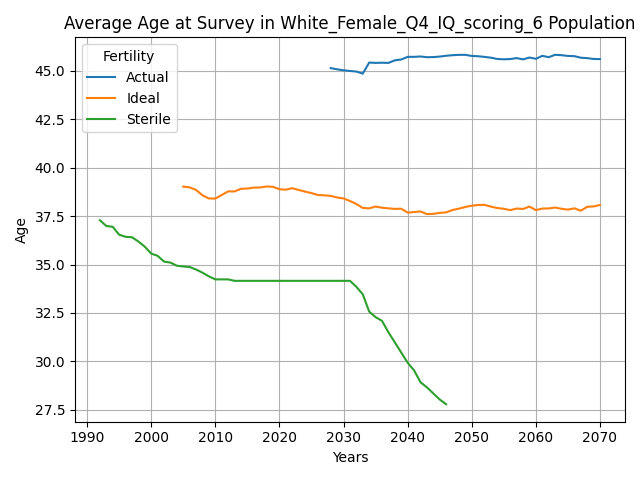 Average Age at Survey in White_Female_Q4_IQ_scoring_6 Population
Fertility
Actual
Ideal
Sterile
45.0
42.5
40.0
37.5
35.0
32.5
30.0
27.5
Age
1990 2000 2010 2020 2030 2040 2050 2060 2070
Years